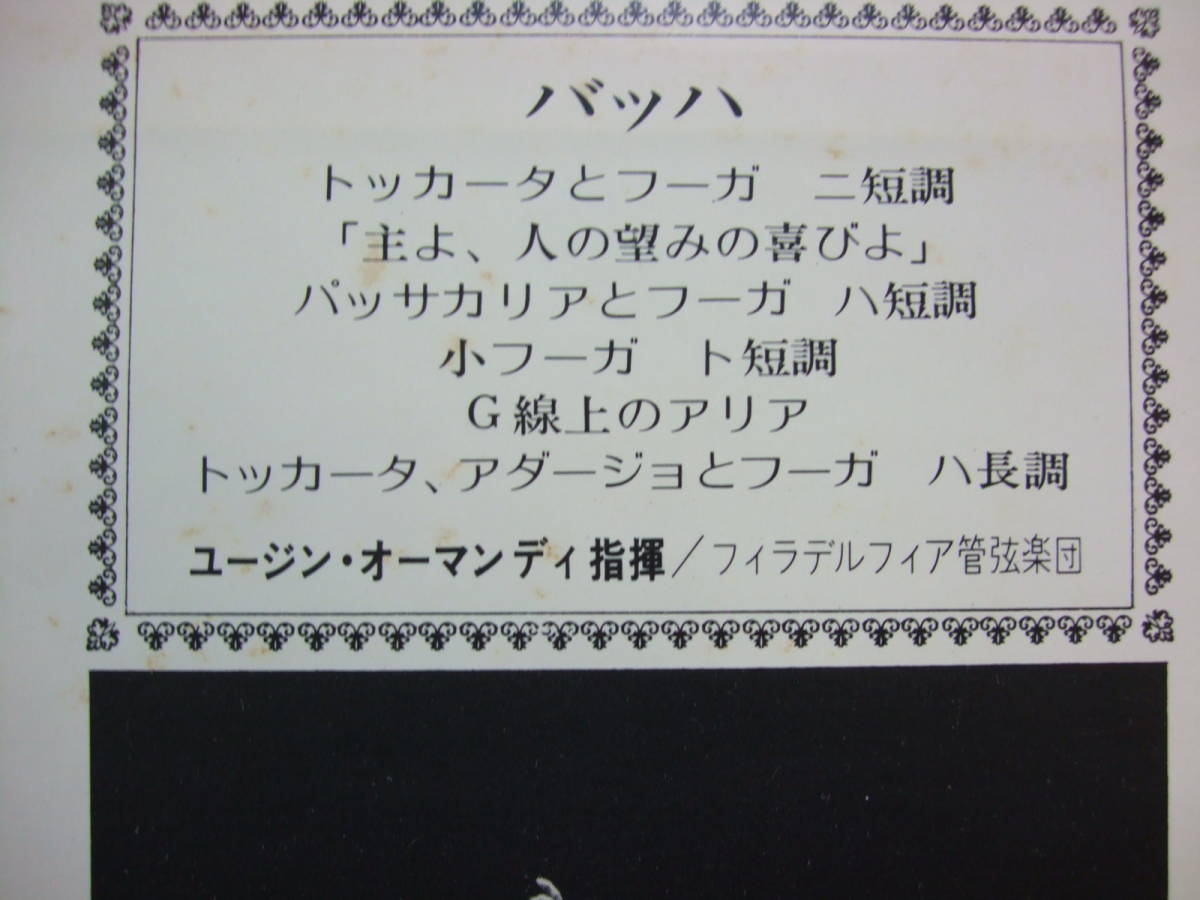 バッハ
トッカータとフーガ　ニ短調
「主よ、人の望みの喜びよ」
パッサカリアとフーガ　ハ短調
小フーガ　ト短調
G線上のアリア
トッカータ、アダージョとフーガ　ハ長調
ユージン・オーマンディ指揮/フィラデルフィア管弦楽団